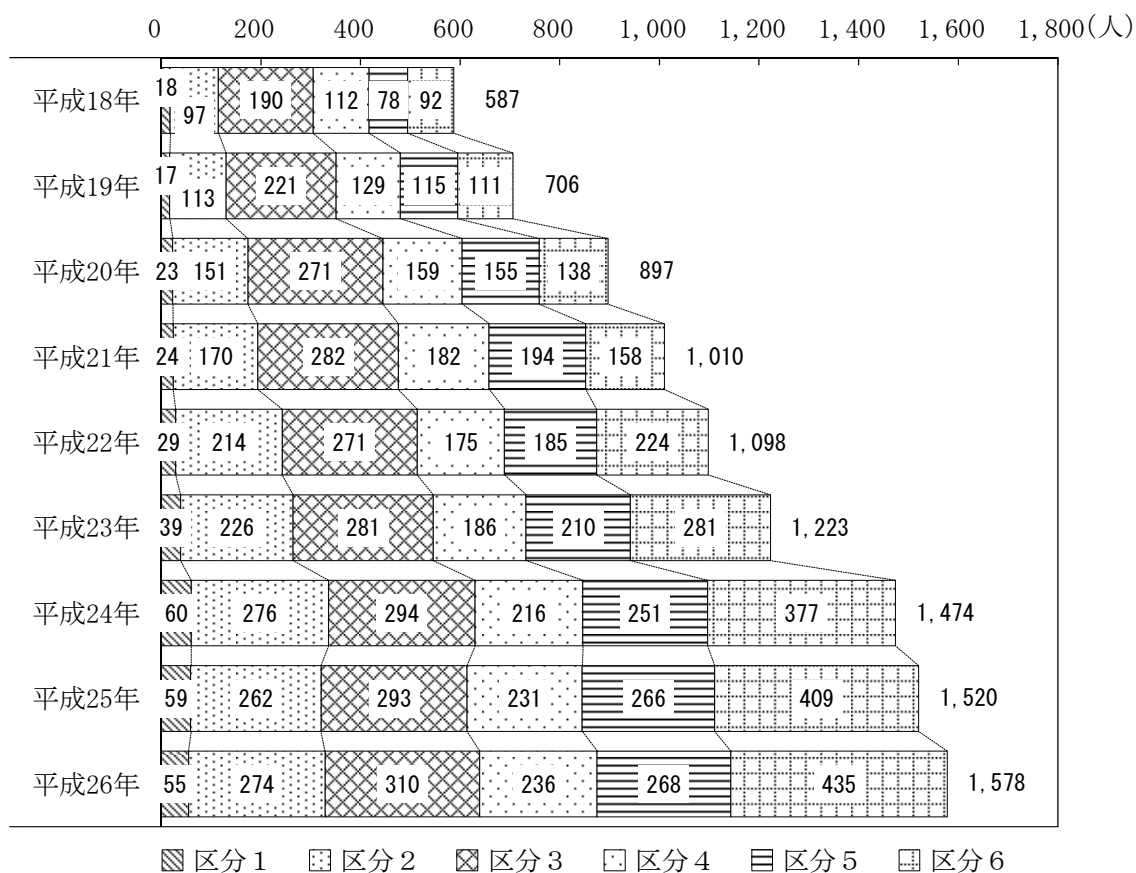 0 200 400 600 800 1,000 1,200 1,400 1,600 1,800(人)
平成18年 18 97 190 112 78 92 587
平成19年 17 113 221 129 115 111 706
平成20年 23 151 271 159 155 138 897
平成21年 24 170 282 182 194 158 1,010
平成22年 29 214 271 175 185 224 1,098
平成23年 39 226 281 186 210 281 1,223
平成24年 60 276 294 216 251 377 1,474
平成25年 59 262 293 231 266 409 1,520
平成26年 55 274 310 236 268 435 1,578
区分1 区分2 区分3 区分4 区分5 区分6